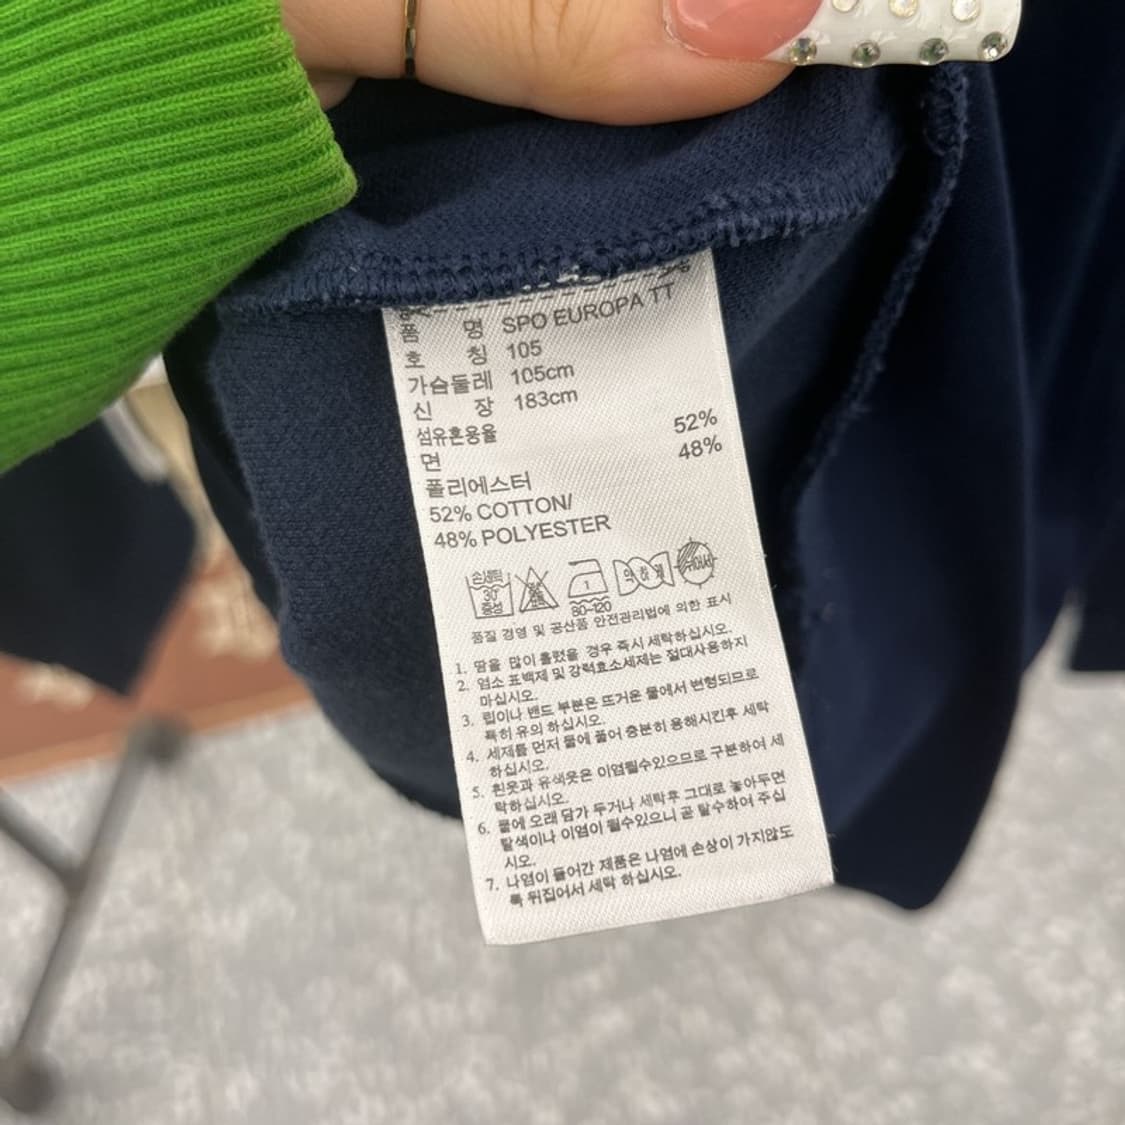 품 명 SPO EUROPA TT
호 칭 105
가슴둘레 105cm
신 장 183cm
섬유혼용율
면 52%
폴리에스터 48%
52% COTTON/
48% POLYESTER
손세탁 30° 중성
1
80~120
약하게
품질 경영 및 공산품 안전관리법에 의한 표시
1. 땀을 많이 흘렸을 경우 즉시 세탁하십시오.
2. 염소 표백제 및 강력효소세제는 절대사용하지
마십시오.
3. 립이나 밴드 부분은 뜨거운 물에서 변형되므로
특히 유의 하십시오.
4. 세제를 먼저 물에 풀어 충분히 용해시킨후 세탁
하십시오.
5. 흰옷과 유색옷은 이염될수있으므로 구분하여 세
탁하십시오.
6. 물에 오래 담가 두거나 세탁후 그대로 놓아두면
탈색이나 이염이 될수있으니 곧 탈수하여 주십
시오.
7. 나염이 들어간 제품은 나염에 손상이 가지않도
록 뒤집어서 세탁 하십시오.